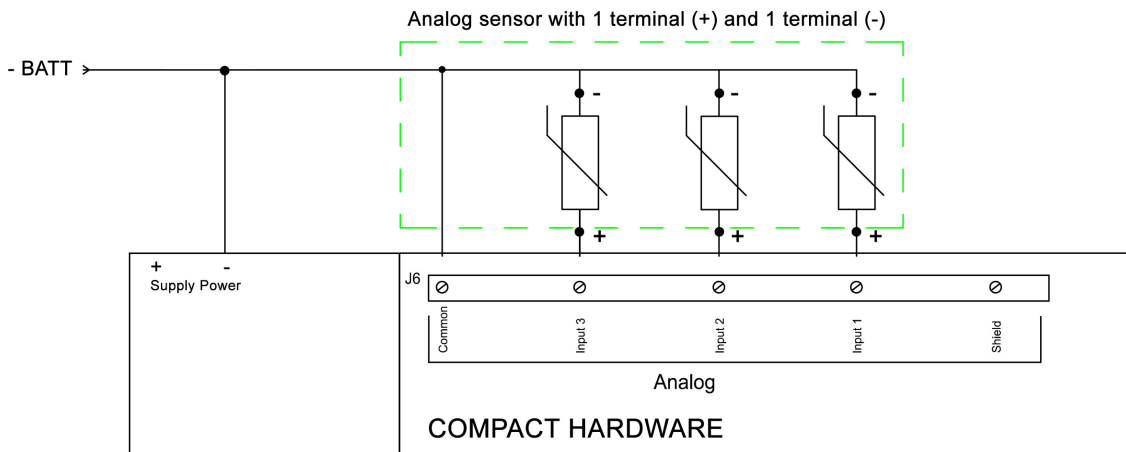 Analog sensor with 1 terminal (+) and 1 terminal (-)
- BATT
- - -
+ + +
+ -
Supply Power
J6
Common
Input 3
Input 2
Input 1
Shield
Analog
COMPACT HARDWARE